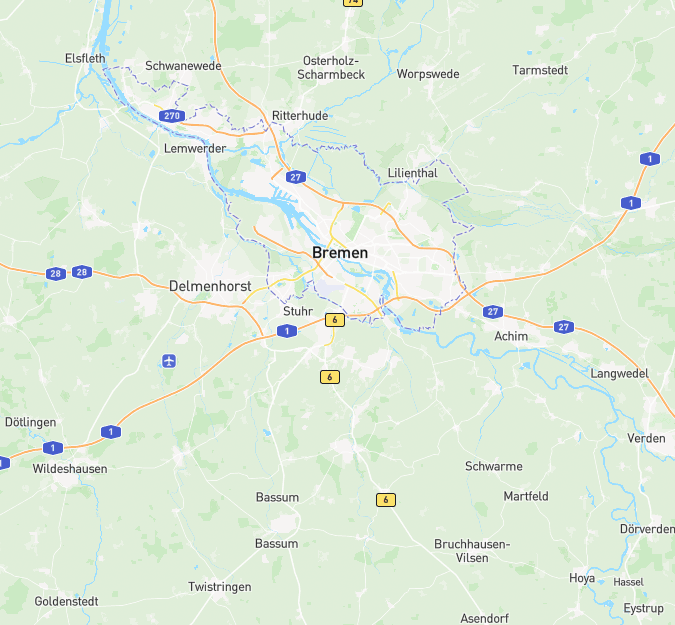 74
Elsfleth
Schwanewede
Osterholz-
Scharmbeck
Worpswede
Tarmstedt
270
Ritterhude
Lemwerder
1
Lilienthal
27
1
Bremen
28
28
Delmenhorst
Stuhr
6
27
1
27
Achim
6
Langwedel
Dötlingen
1
Verden
1
1
Wildeshausen
Schwarme
Bassum
6
Martfeld
Dörverden
Bassum
Bruchhausen-
Vilsen
Hoya
Hassel
Twistringen
Goldenstedt
Eystrup
Asendorf